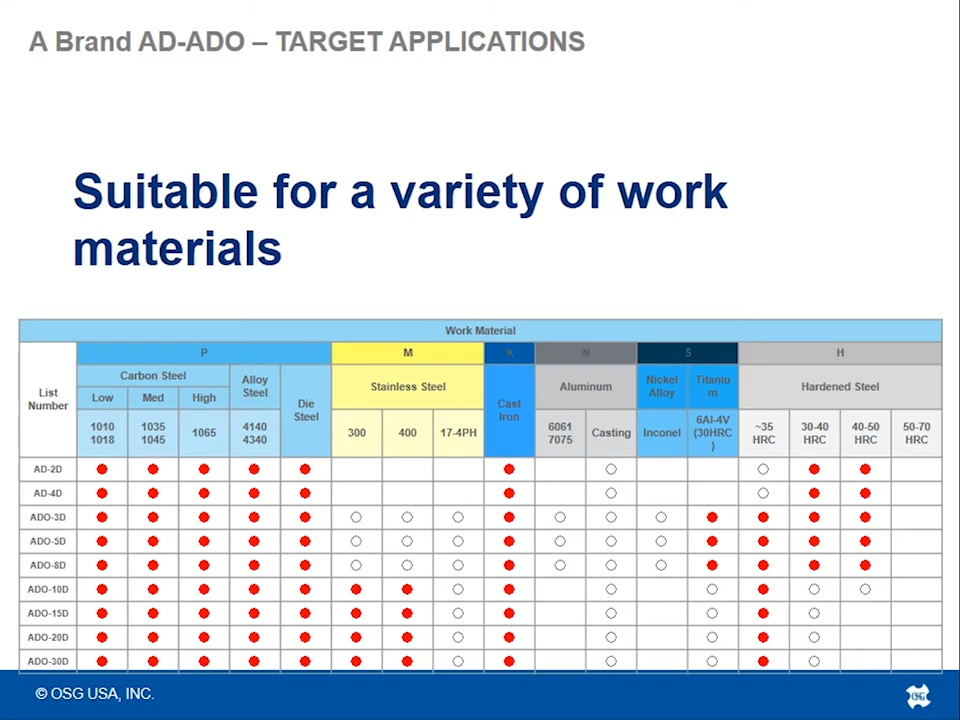 A Brand AD-ADO – TARGET APPLICATIONS
Suitable for a variety of work
materials
Work Material
List
Number
P
M
K
N
S
H
Carbon Steel
Alloy
Steel
Die
Steel
Stainless Steel
Cast
Iron
Aluminum
Nickel
Alloy
Titaniu
m
Hardened Steel
Low
Med
High
1010
1018
1035
1045
1065
4140
4340
300
400
17-4PH
6061
7075
Casting
Inconel
6Al-4V
(30HRC
)
~35
HRC
30-40
HRC
40-50
HRC
50-70
HRC
AD-2D
AD-4D
ADO-3D
ADO-5D
ADO-8D
ADO-10D
ADO-15D
ADO-20D
ADO-30D
© OSG USA, INC.
OSG